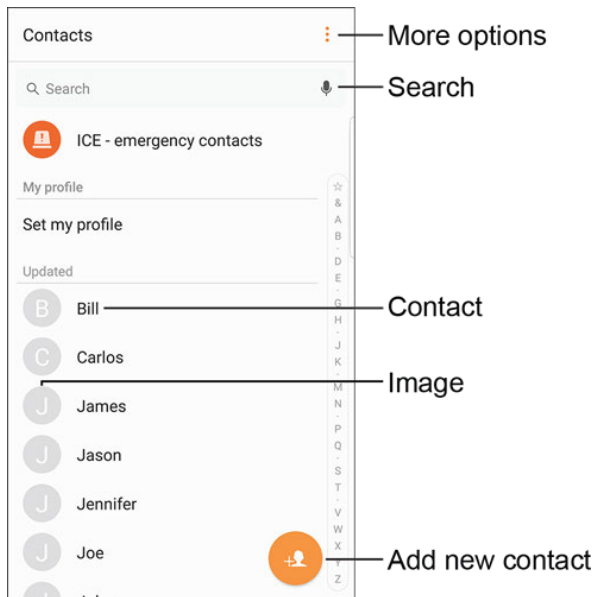 Contacts
More options
Search
Search
ICE - emergency contacts
My profile
Set my profile
Updated
B
Bill
Contact
C
Carlos
Image
J
James
J
Jason
J
Jennifer
J
Joe
Add new contact
&
A
B
D
E
G
H
J
K
M
N
P
Q
S
T
V
W
X
Y
Z